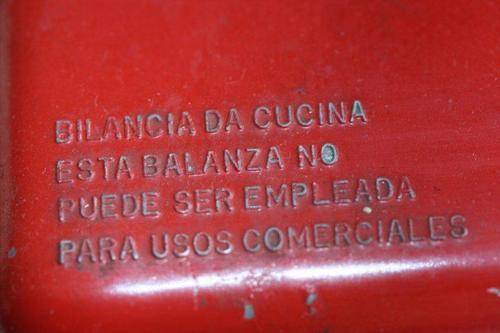 BILANCIA DA CUCINA
ESTA BALANZA NO
PUEDE SER EMPLEADA
PARA USOS COMERCIALES